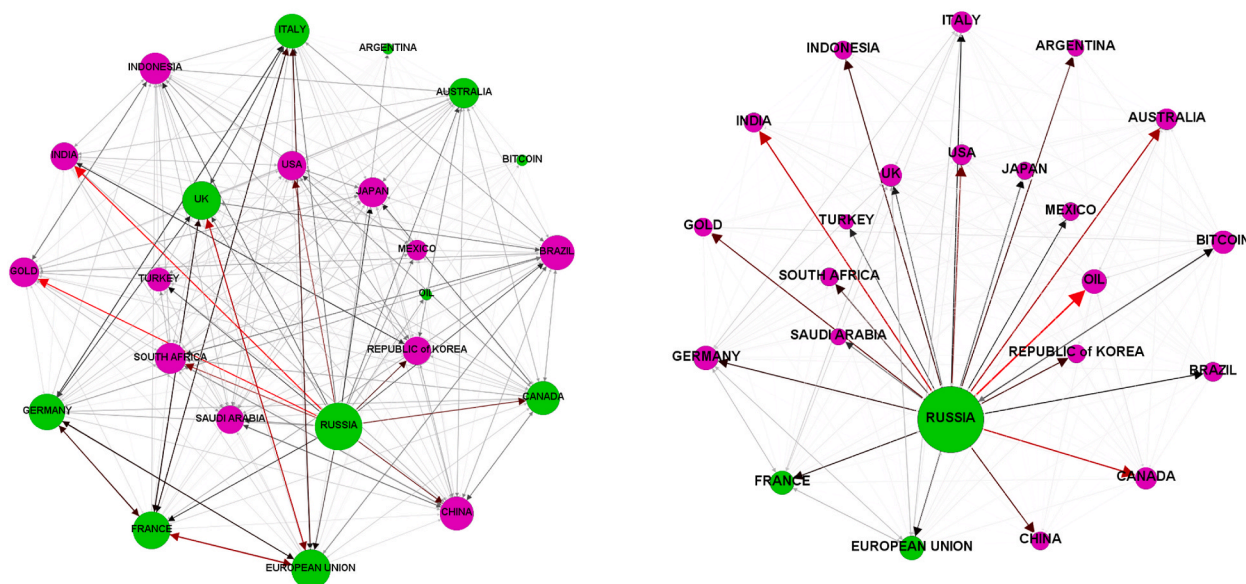 ITALY
ARGENTINA
INDONESIA
AUSTRALIA
INDIA
USA
BITCOIN
UK
JAPAN
GOLD
TURKEY
MEXICO
BRAZIL
OIL
SOUTH AFRICA
REPUBLIC of KOREA
GERMANY
SAUDI ARABIA
RUSSIA
CANADA
FRANCE
CHINA
EUROPEAN UNION
ITALY
INDONESIA
ARGENTINA
INDIA
AUSTRALIA
USA
UK
JAPAN
GOLD
TURKEY
MEXICO
BITCOIN
SOUTH AFRICA
OIL
SAUDI ARABIA
GERMANY
REPUBLIC of KOREA
BRAZIL
RUSSIA
FRANCE
CANADA
EUROPEAN UNION
CHINA